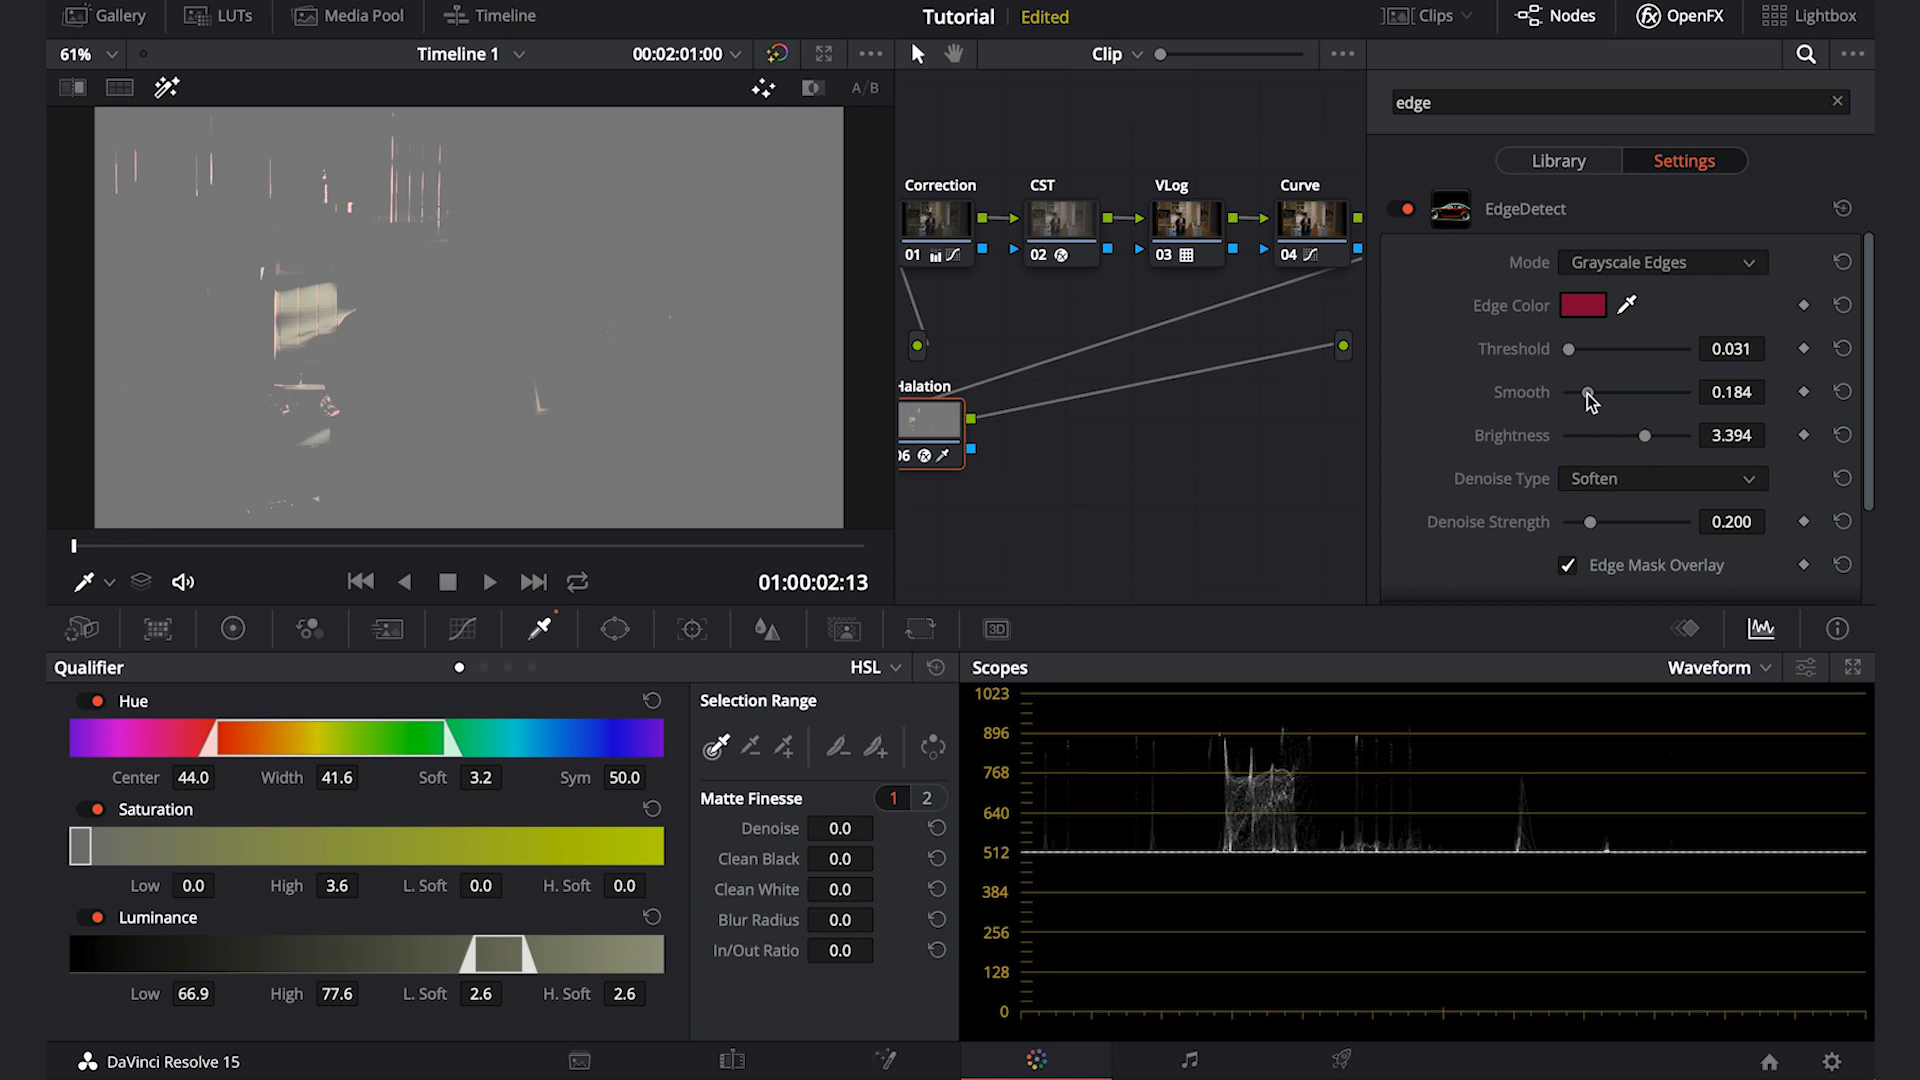 Gallery
LUTs
Media Pool
Timeline
Tutorial
Edited
Clips
Nodes
OpenFX
Lightbox
61%
Timeline 1
00:02:01:00
Clip
A/B
edge
Library
Settings
Correction
CST
VLog
Curve
EdgeDetect
01
02
03
04
Mode
Grayscale Edges
Edge Color
Threshold
0.031
Halation
Smooth
0.184
Brightness
3.394
06
Denoise Type
Soften
Denoise Strength
0.200
Edge Mask Overlay
01:00:02:13
3D
Qualifier
HSL
Scopes
Waveform
Hue
Selection Range
Center 44.0 Width 41.6 Soft 3.2 Sym 50.0
Saturation
Matte Finesse 1 2
Denoise 0.0
Clean Black 0.0
Low 0.0 High 3.6 L. Soft 0.0 H. Soft 0.0
Clean White 0.0
Luminance
Blur Radius 0.0
In/Out Ratio 0.0
Low 66.9 High 77.6 L. Soft 2.6 H. Soft 2.6
1023
896
768
640
512
384
256
128
0
DaVinci Resolve 15